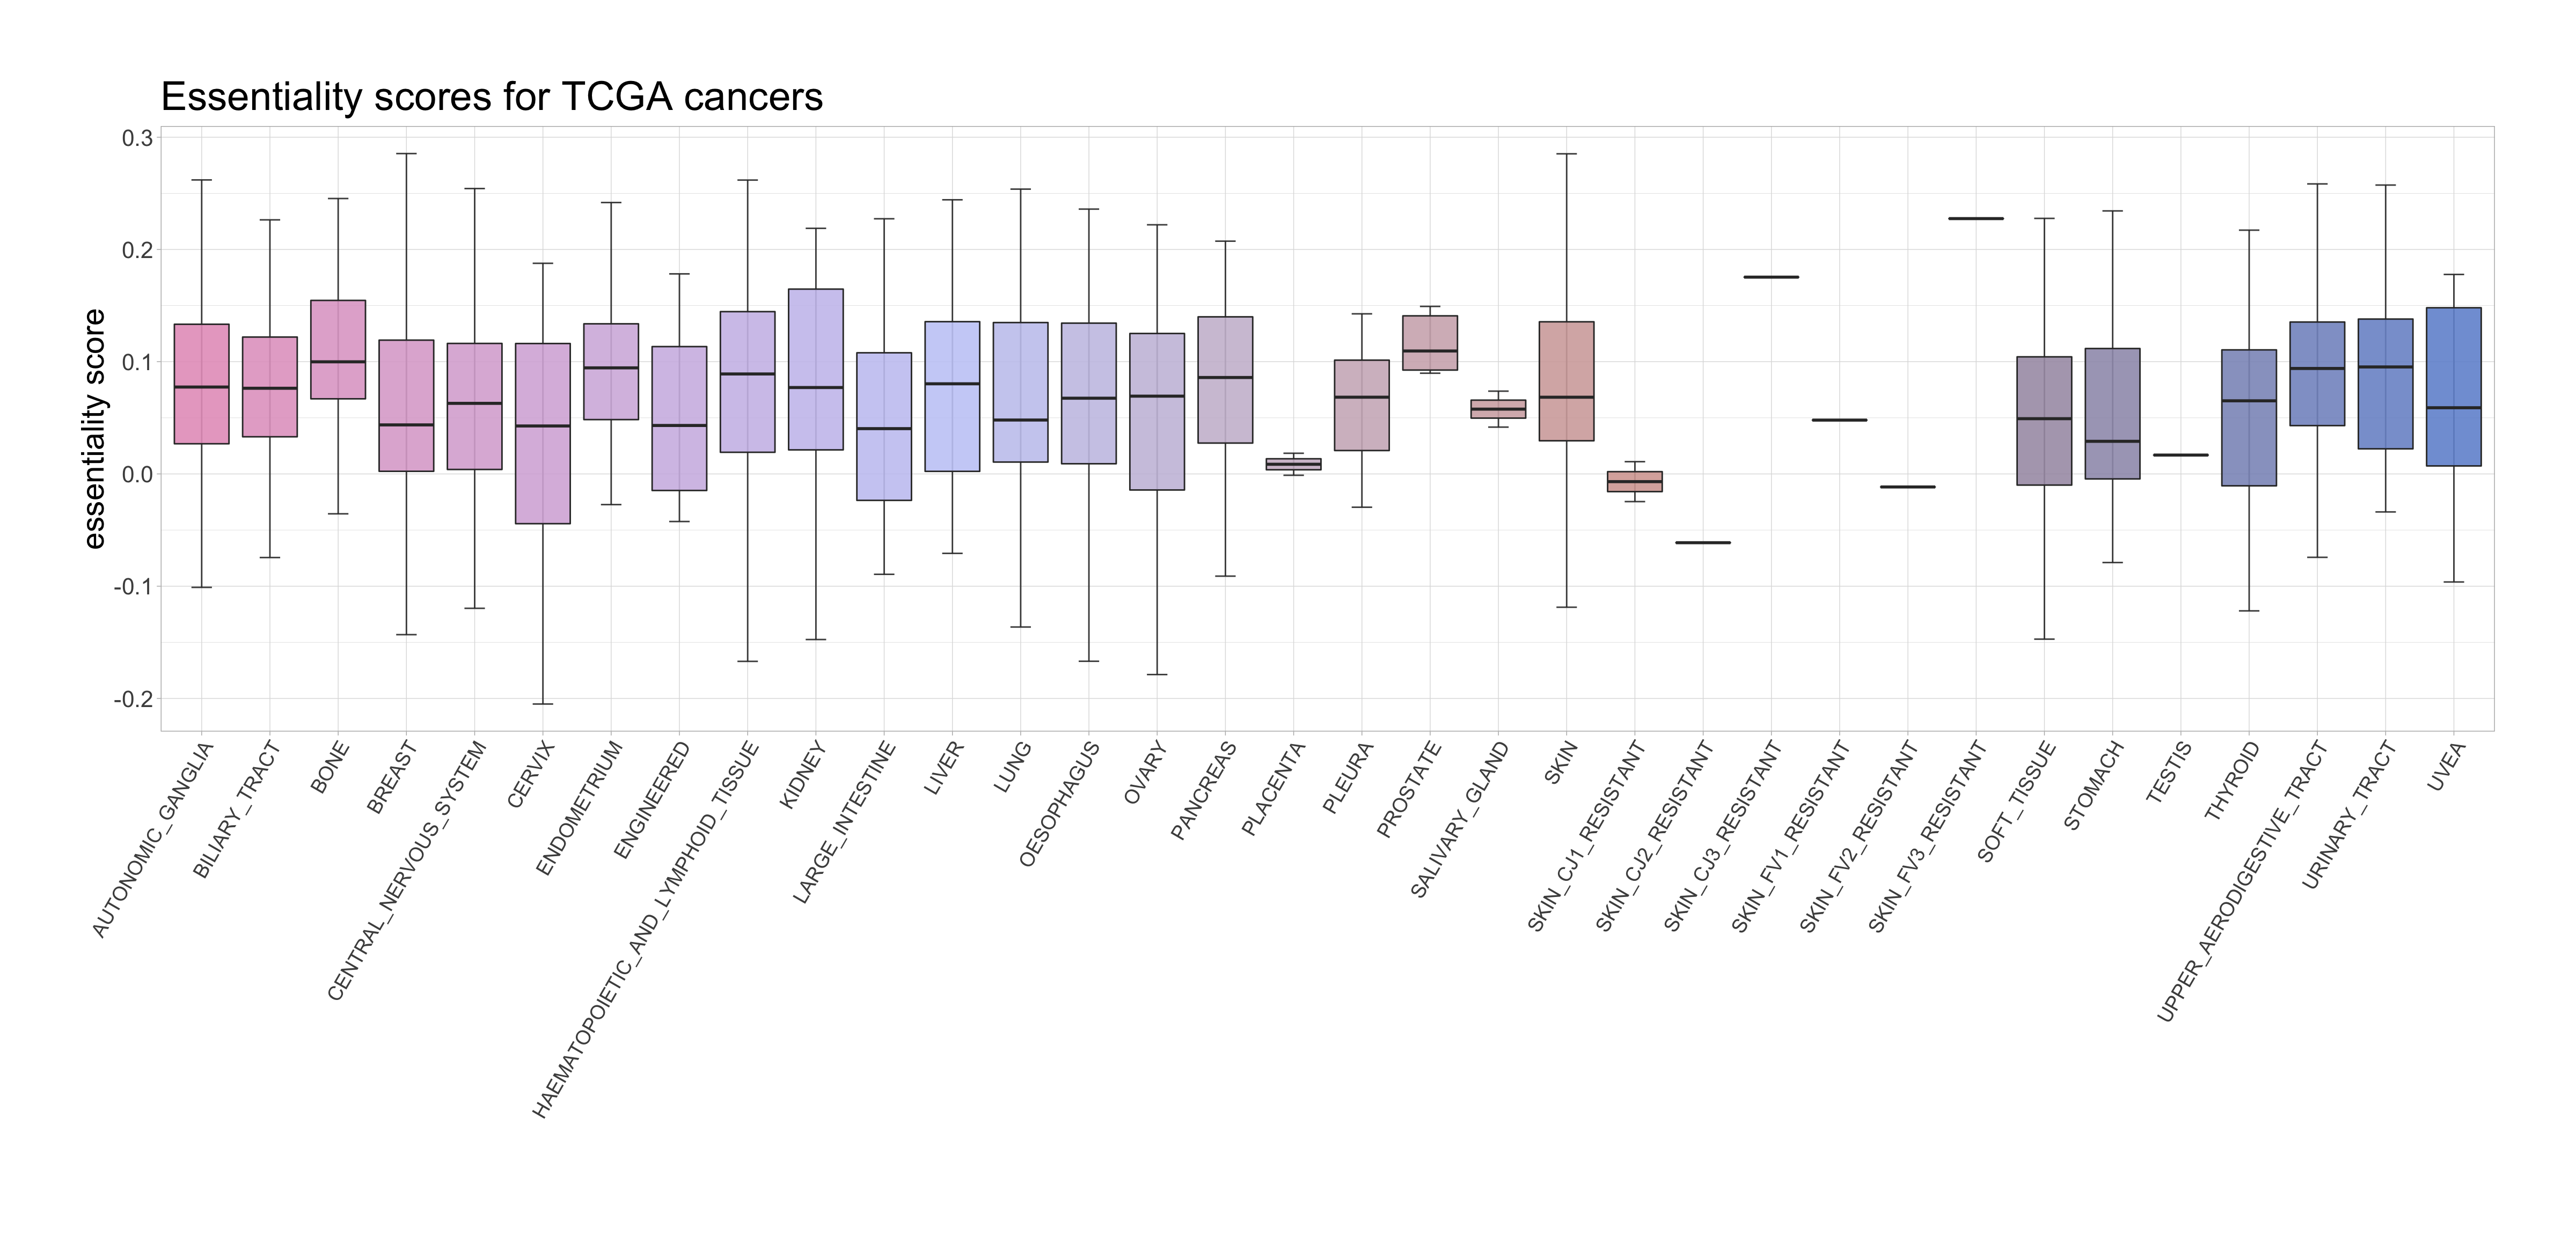 Essentiality scores for TCGA cancers
essentiality score
0.3
0.2
0.1
0.0
-0.1
-0.2
AUTONOMIC_GANGLIA
BILIARY_TRACT
BONE
BREAST
CENTRAL_NERVOUS_SYSTEM
CERVIX
ENDOMETRIUM
ENGINEERED
HAEMATOPOIETIC_AND_LYMPHOID_TISSUE
KIDNEY
LARGE_INTESTINE
LIVER
LUNG
OESOPHAGUS
OVARY
PANCREAS
PLACENTA
PLEURA
PROSTATE
SALIVARY_GLAND
SKIN
SKIN_CJ1_RESISTANT
SKIN_CJ2_RESISTANT
SKIN_CJ3_RESISTANT
SKIN_FV1_RESISTANT
SKIN_FV2_RESISTANT
SKIN_FV3_RESISTANT
SOFT_TISSUE
STOMACH
TESTIS
THYROID
UPPER_AERODIGESTIVE_TRACT
URINARY_TRACT
UVEA